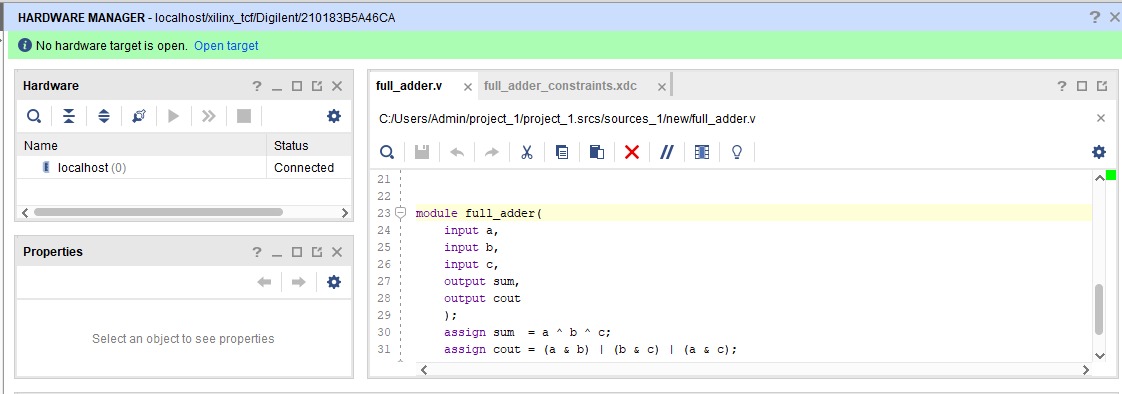 HARDWARE MANAGER - localhost/xilinx_tcf/Digilent/210183B5A46CA
No hardware target is open. Open target
Hardware
Name Status
localhost (0) Connected
Properties
Select an object to see properties
full_adder.v full_adder_constraints.xdc
C:/Users/Admin/project_1/project_1.srcs/sources_1/new/full_adder.v
21
22
23 module full_adder(
24 input a,
25 input b,
26 input c,
27 output sum,
28 output cout
29 );
30 assign sum  = a ^ b ^ c;
31 assign cout = (a & b) | (b & c) | (a & c);